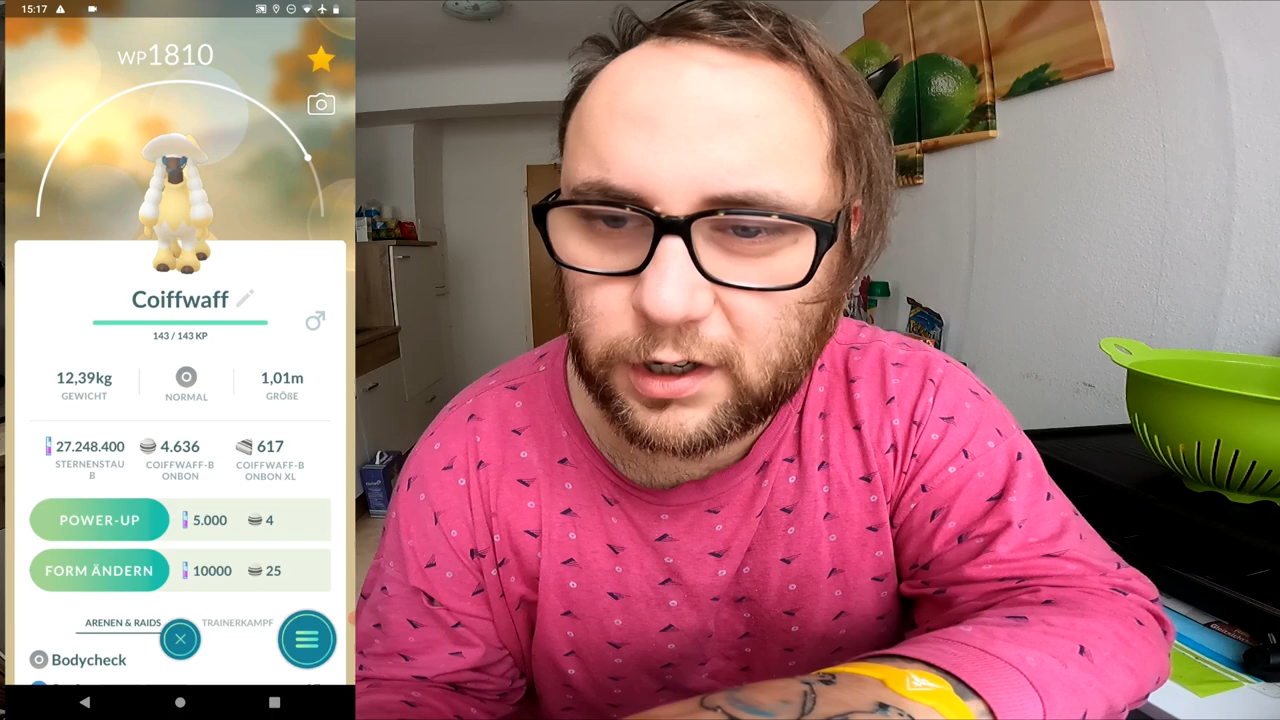 15:17
WP1810
Coiffwaff
143 / 143 KP
12,39kg
GEWICHT
NORMAL
1,01m
GRÖßE
27.248.400
STERNENSTAU
B
4.636
COIFFWAFF-B
ONBON
617
COIFFWAFF-B
ONBON XL
POWER-UP 5.000 4
FORM ÄNDERN 10000 25
ARENEN & RAIDS TRAINERKAMPF
Bodycheck